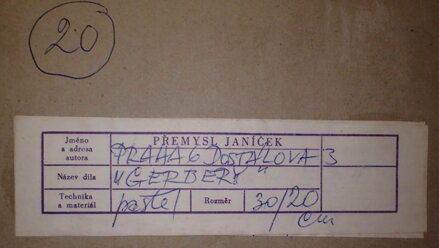 20
Jméno
a adresa
autora
PŘEMYSL JANÍČEK
PRAHA 6 DOSTALOVA 3
Název díla
"GERBERY"
Technika
a materiál
pastel
Rozměr
30/20
cm